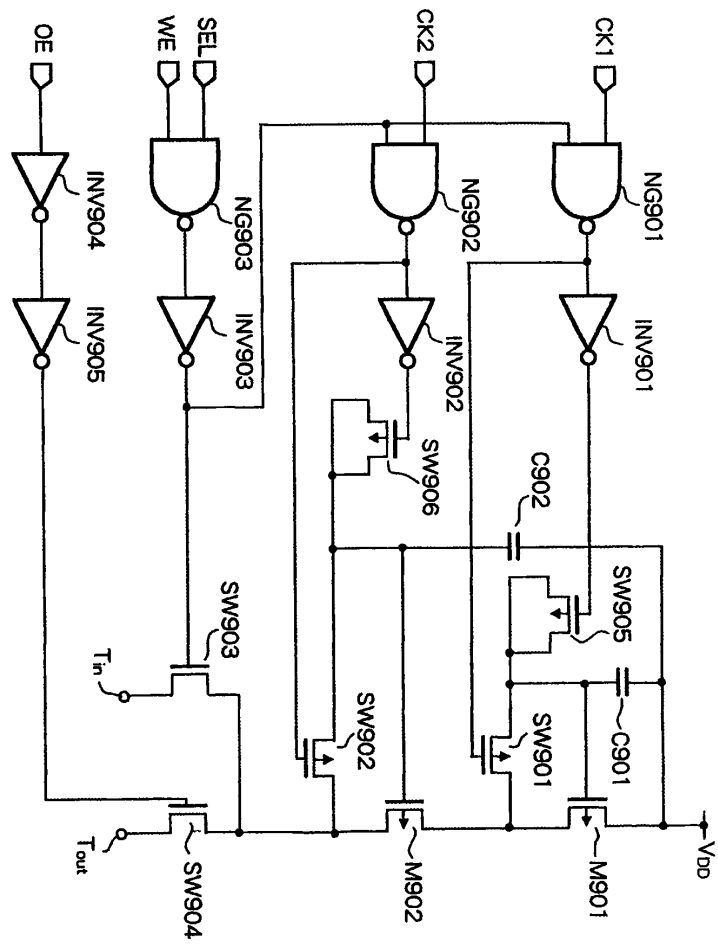 CK1
NG901
INV901
SW905
C901
SW901
M901
VDD
CK2
NG902
INV902
SW906
C902
SW902
M902
SEL
WE
NG903
INV903
SW903
Tin
OE
INV904
INV905
SW904
Tout